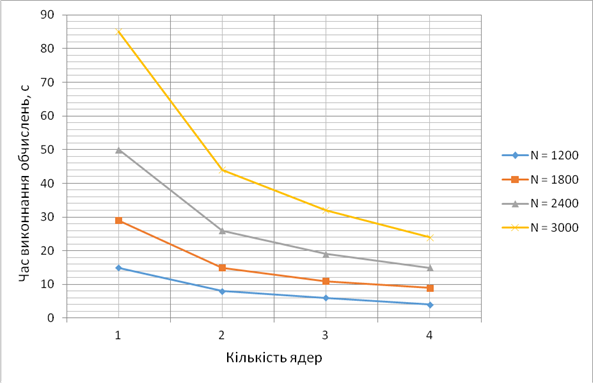 90
80
70
60
50
40
30
20
10
0
Час виконнання обчислень, с
1 2 3 4
Кількість ядер
N = 1200
N = 1800
N = 2400
N = 3000